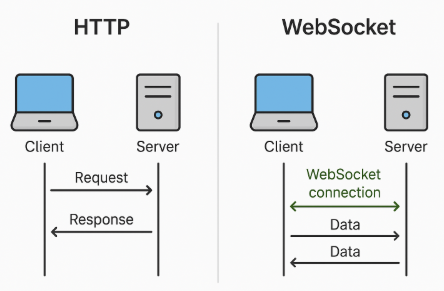 HTTP
Client
Server
Request
Response
WebSocket
Client
Server
WebSocket
connection
Data
Data